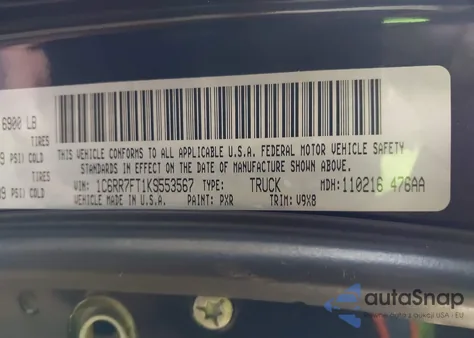 6900 LB
TIRES
PSI) COLD
TIRES
PSI) COLD
THIS VEHICLE CONFORMS TO ALL APPLICABLE U.S.A. FEDERAL MOTOR VEHICLE SAFETY
STANDARDS IN EFFECT ON THE DATE OF MANUFACTURE SHOWN ABOVE.
VIN: 1C6RR7FT1KS553567 TYPE: TRUCK MDH: 110216 476AA
VEHICLE MADE IN U.S.A. PAINT: PXR TRIM: V9X8
autoSnap